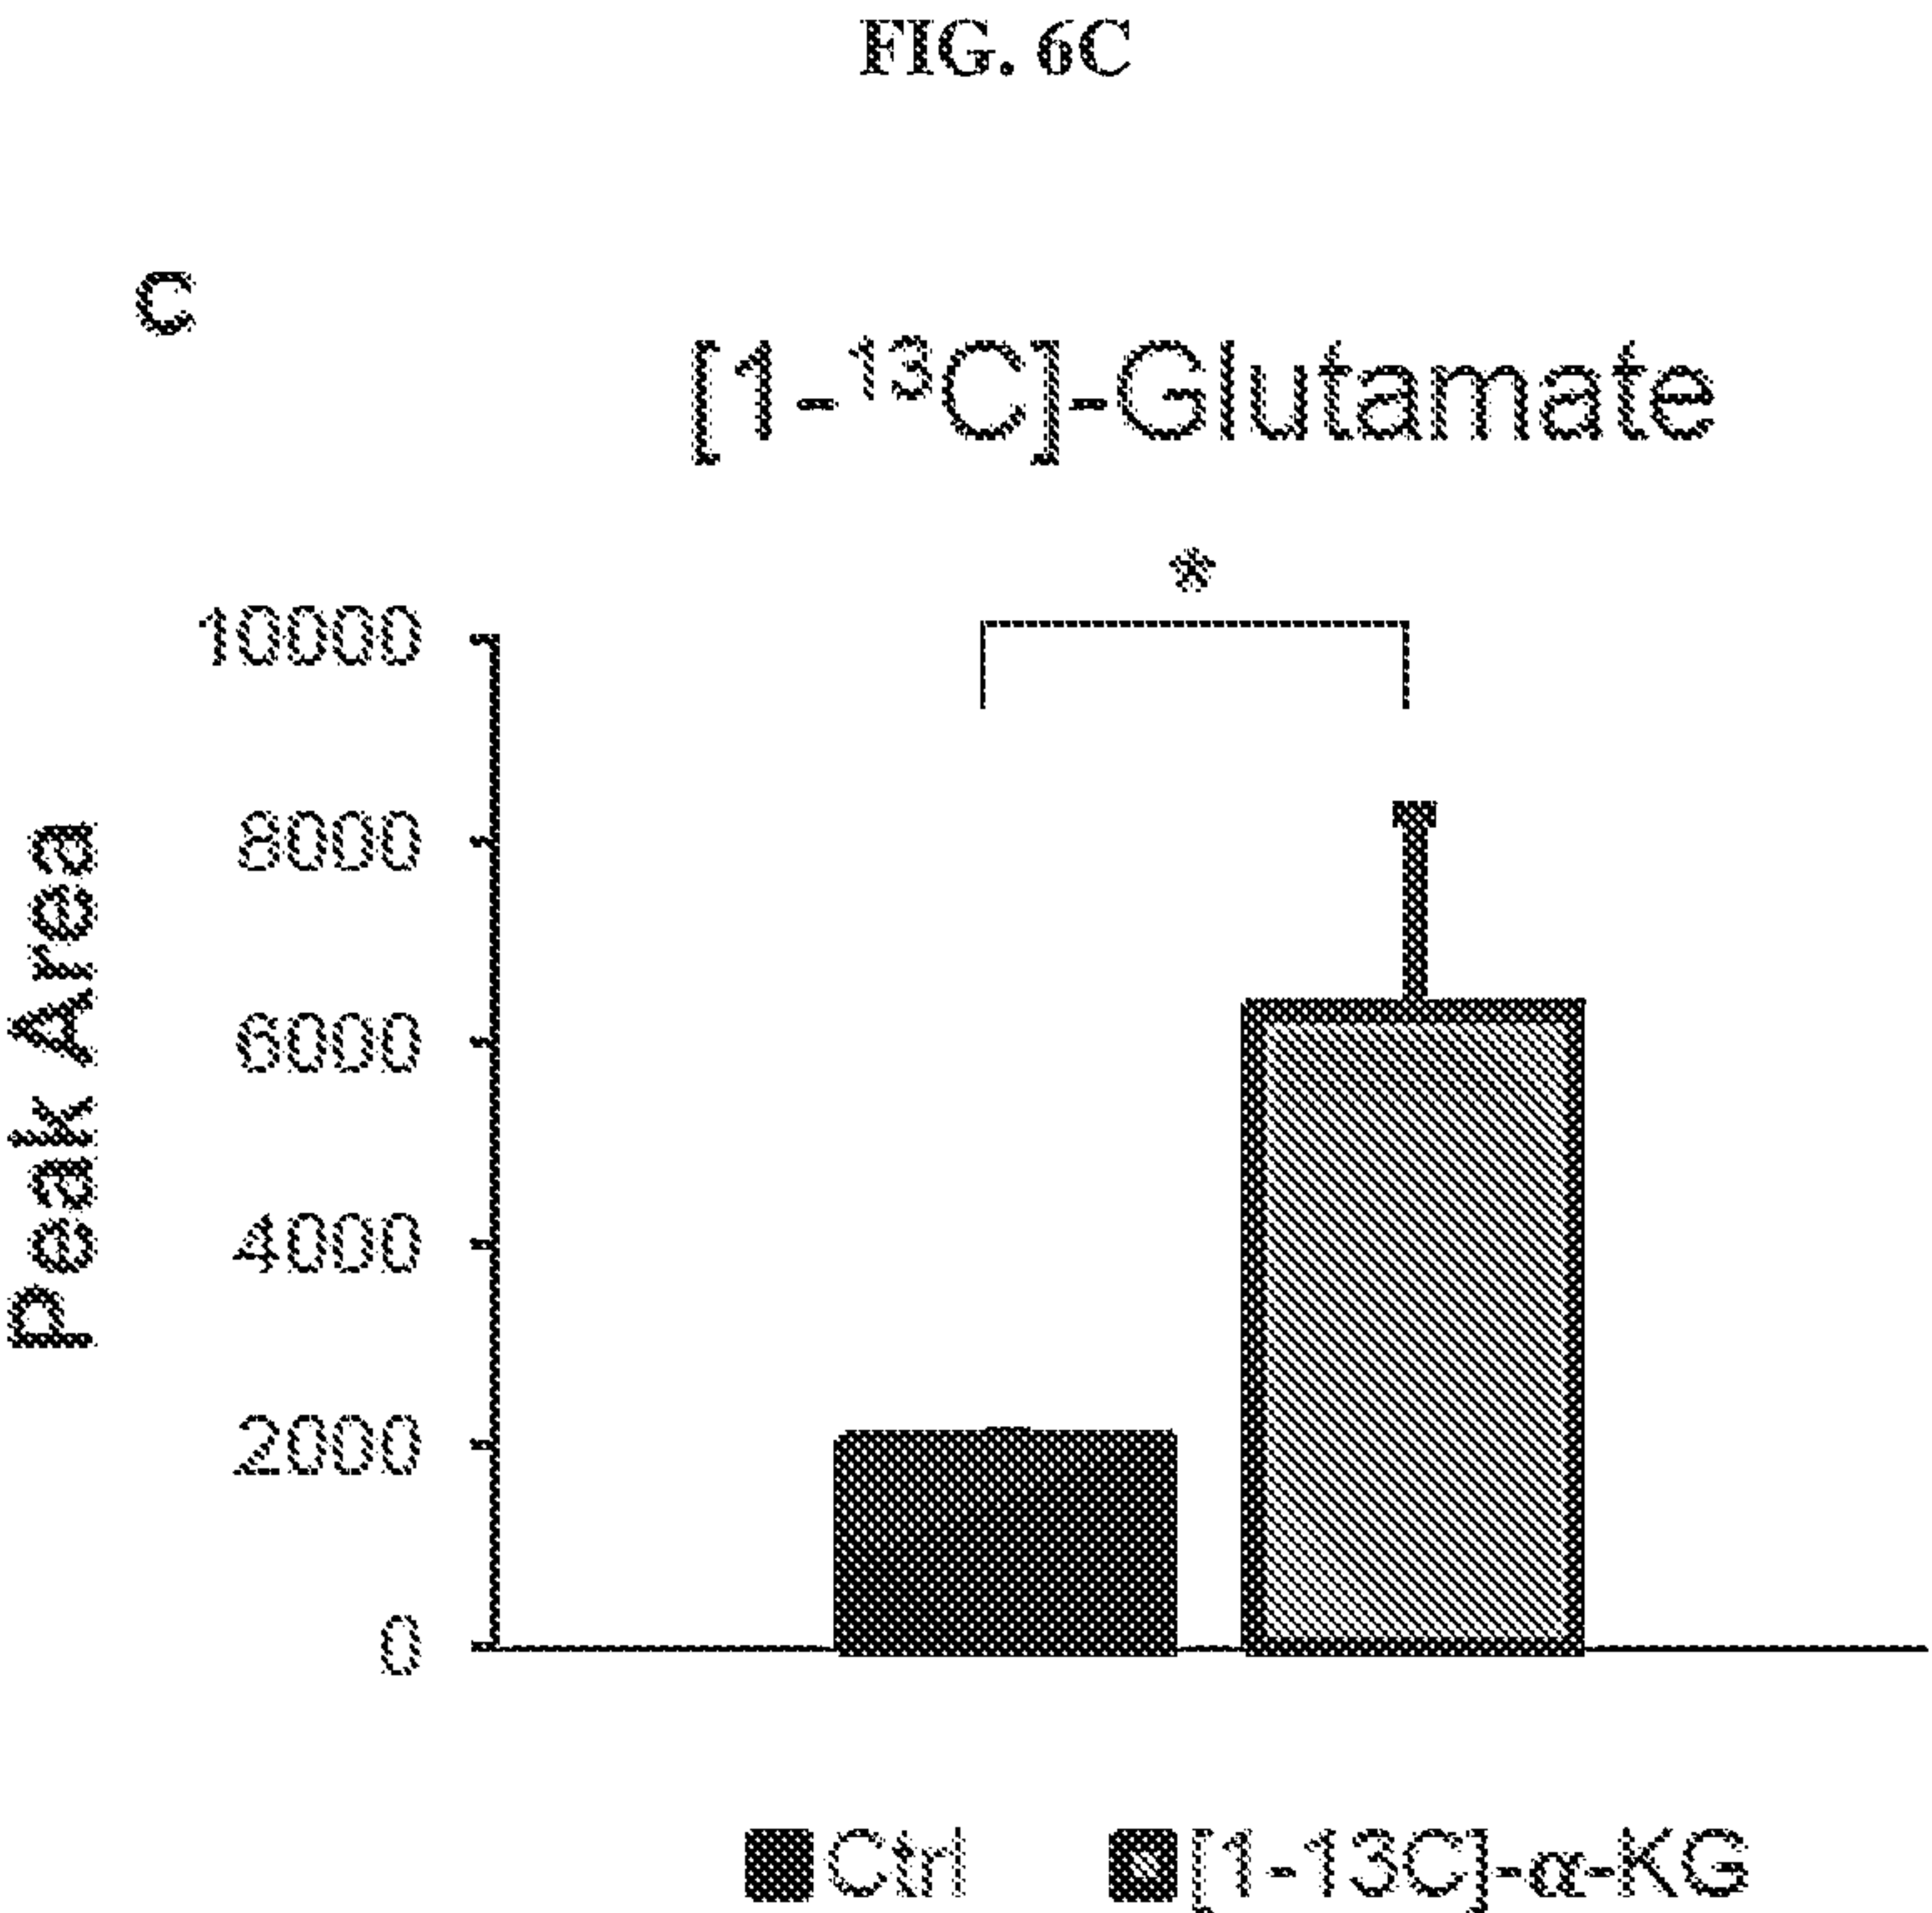 FIG. 6C
C
[1-¹³C]-Glutamate
*
10000
8000
6000
4000
2000
0
Peak Area
Ctrl
[1-13C]-α-KG